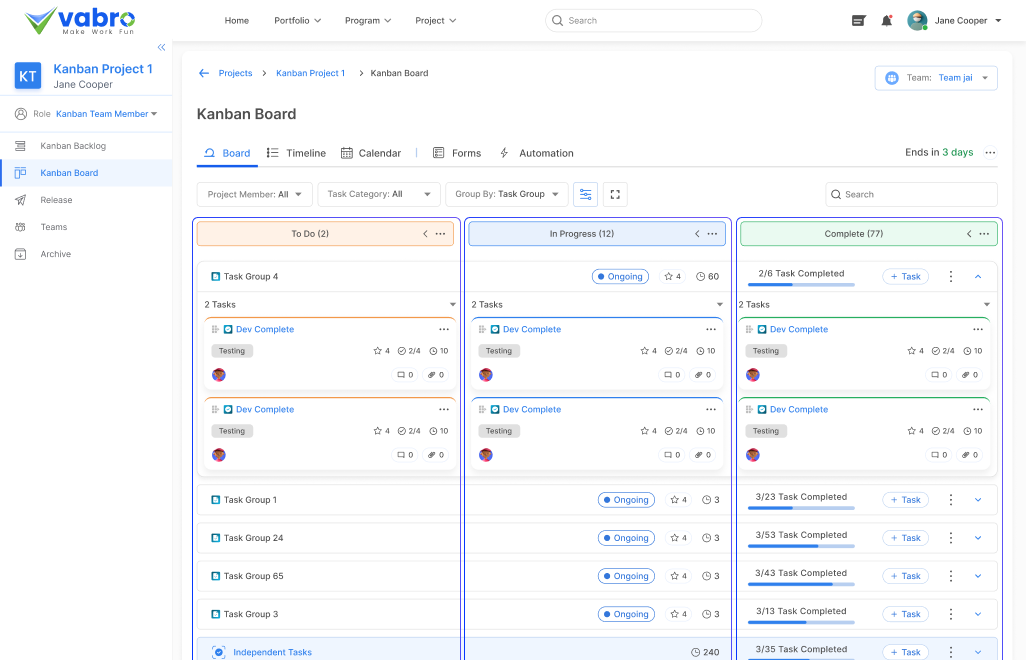 vabro
Make Work Fun
Home Portfolio Program Project
Search
Jane Cooper
KT
Kanban Project 1
Jane Cooper
Role Kanban Team Member
Kanban Backlog
Kanban Board
Release
Teams
Archive
Projects > Kanban Project 1 > Kanban Board
Team: Team jai
Kanban Board
Board Timeline Calendar | Forms Automation
Ends in 3 days ...
Project Member: All Task Category: All Group By: Task Group
Search
To Do (2) In Progress (12) Complete (77)
Task Group 4 Ongoing 4 60 2/6 Task Completed + Task
2 Tasks 2 Tasks 2 Tasks
Dev Complete Dev Complete Dev Complete
Testing 4 2/4 10 Testing 4 2/4 10 Testing 4 2/4 10
0 0 0 0 0 0
Dev Complete Dev Complete Dev Complete
Testing 4 2/4 10 Testing 4 2/4 10 Testing 4 2/4 10
0 0 0 0 0 0
Task Group 1 Ongoing 4 3 3/23 Task Completed + Task
Task Group 24 Ongoing 4 3 3/53 Task Completed + Task
Task Group 65 Ongoing 4 3 3/43 Task Completed + Task
Task Group 3 Ongoing 4 3 3/13 Task Completed + Task
Independent Tasks 240 3/35 Task Completed + Task